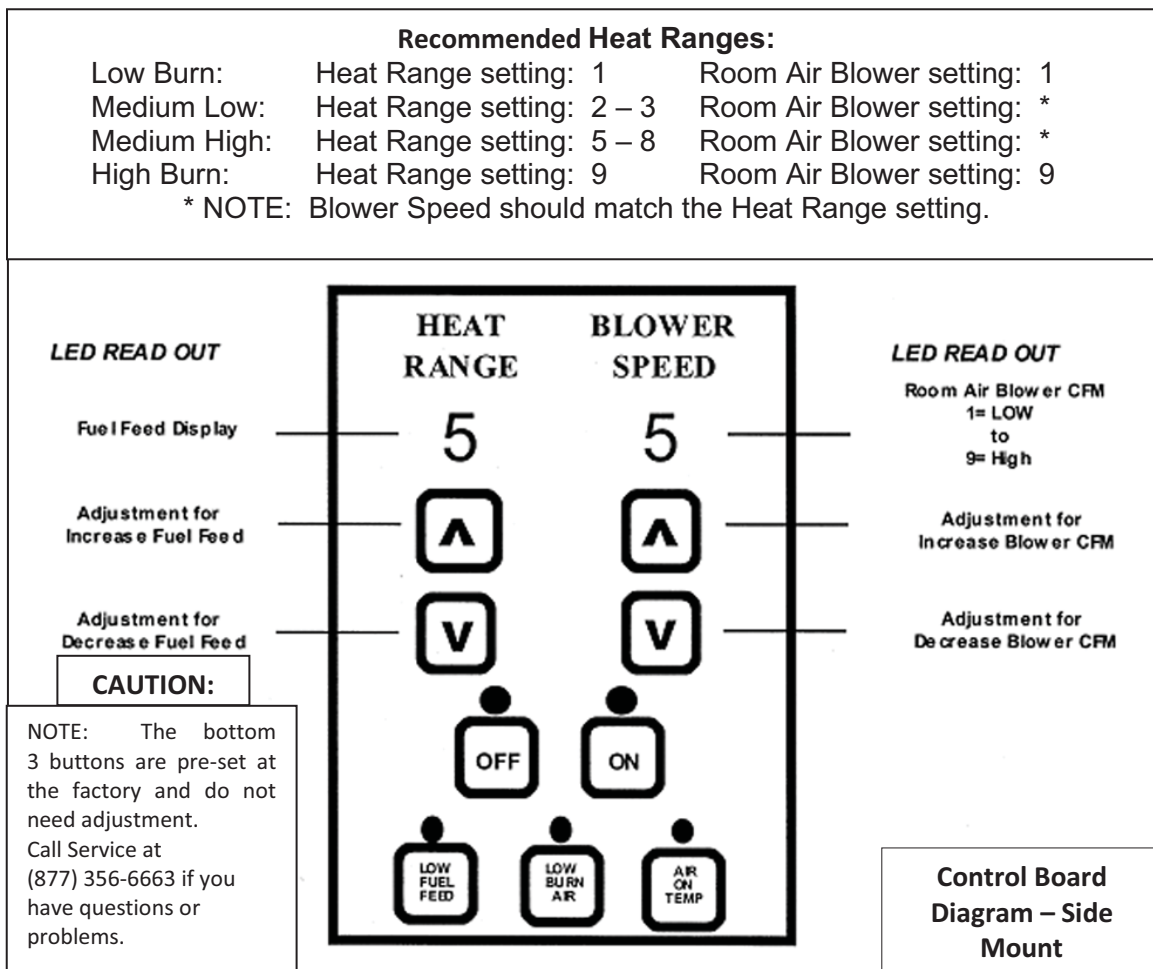 Recommended Heat Ranges:
Low Burn: Heat Range setting: 1 Room Air Blower setting: 1
Medium Low: Heat Range setting: 2 – 3 Room Air Blower setting: *
Medium High: Heat Range setting: 5 – 8 Room Air Blower setting: *
High Burn: Heat Range setting: 9 Room Air Blower setting: 9
* NOTE: Blower Speed should match the Heat Range setting.
LED READ OUT
Fuel Feed Display
Adjustment for
Increase Fuel Feed
Adjustment for
Decrease Fuel Feed
HEAT
RANGE
5
BLOWER
SPEED
5
LED READ OUT
Room Air Blower CFM
1= LOW
to
9= High
Adjustment for
Increase Blower CFM
Adjustment for
Decrease Blower CFM
OFF
ON
LOW
FUEL
FEED
LOW
BURN
AIR
AIR
ON
TEMP
CAUTION:
NOTE: The bottom
3 buttons are pre-set at
the factory and do not
need adjustment.
Call Service at
(877) 356-6663 if you
have questions or
problems.
Control Board
Diagram – Side
Mount